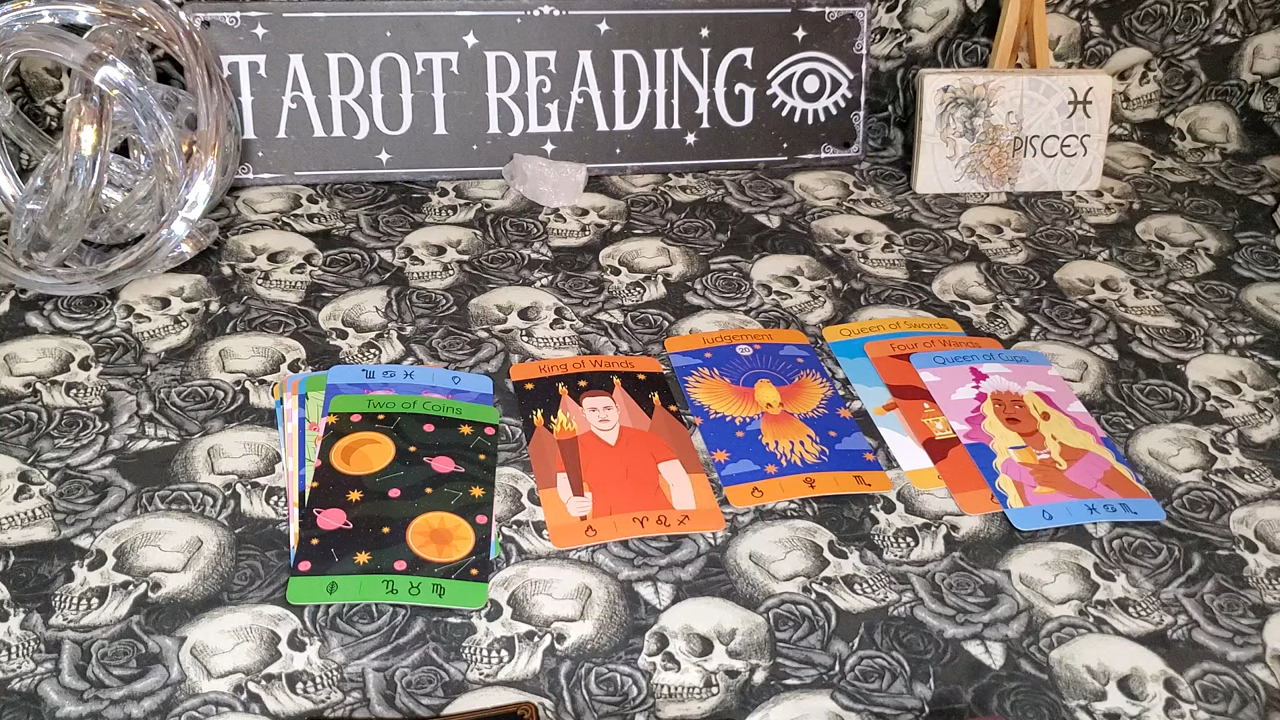 TAROT READING
♓
PISCES
Queen of Swords
Judgement
20
Four of Wands
Queen of Cups
King of Wands
Two of Coins